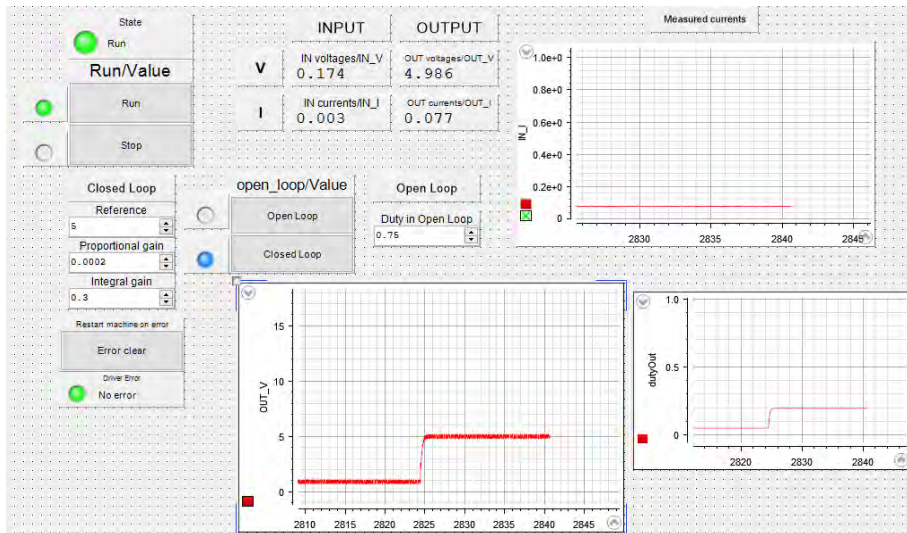 State
Run
Run/Value
Run
Stop
INPUT OUTPUT
V
IN voltages/IN_V OUT voltages/OUT_V
0.174 4.986
I
IN currents/IN_I OUT currents/OUT_I
0.003 0.077
Measured currents
1.0e+0
0.8e+0
0.6e+0
0.4e+0
0.2e+0
0
IN_I
2830 2835 2840 2845
Closed Loop
Reference
5
Proportional gain
0.0002
Integral gain
0.3
open_loop/Value
Open Loop
Closed Loop
Open Loop
Duty in Open Loop
0.75
Restart machine on error
Error clear
Driver Error
No error
15
10
5
0
OUT_V
2810 2815 2820 2825 2830 2835 2840 2845
1.0
0.5
0
dutyOut
2820 2830 2840